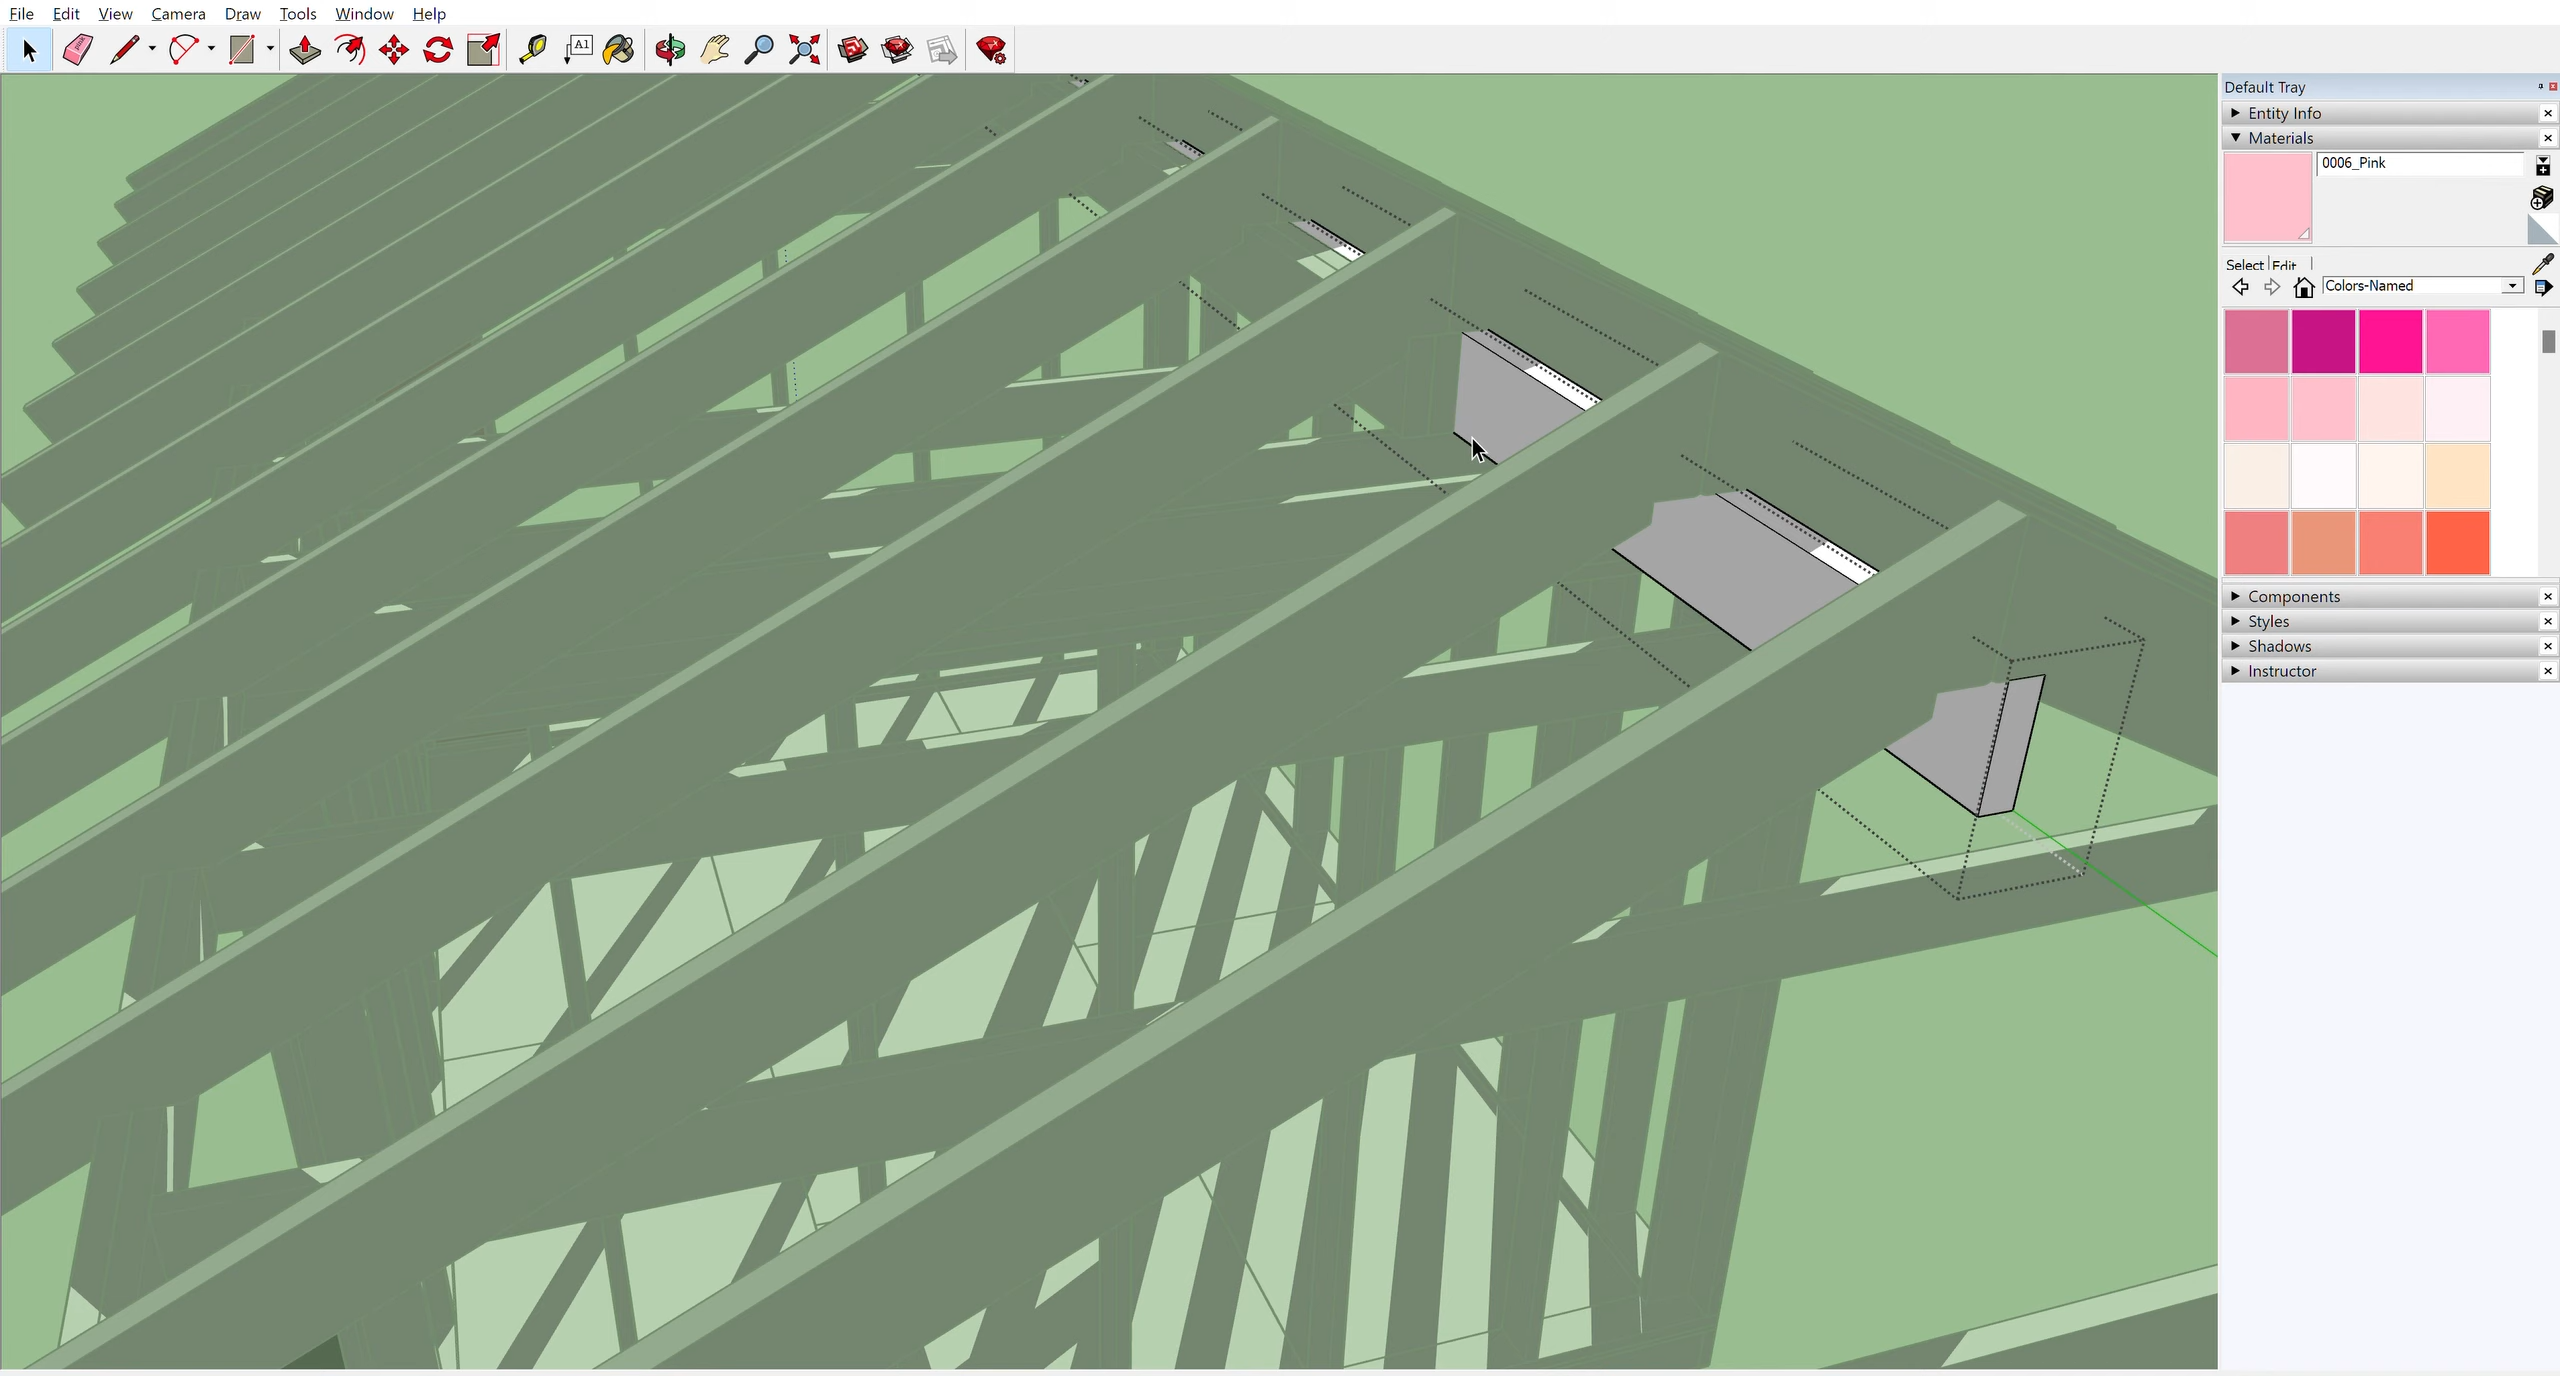 File Edit View Camera Draw Tools Window Help
A1
Default Tray
Entity Info
Materials
0006_Pink
Select Edit
Colors-Named
Components
Styles
Shadows
Instructor